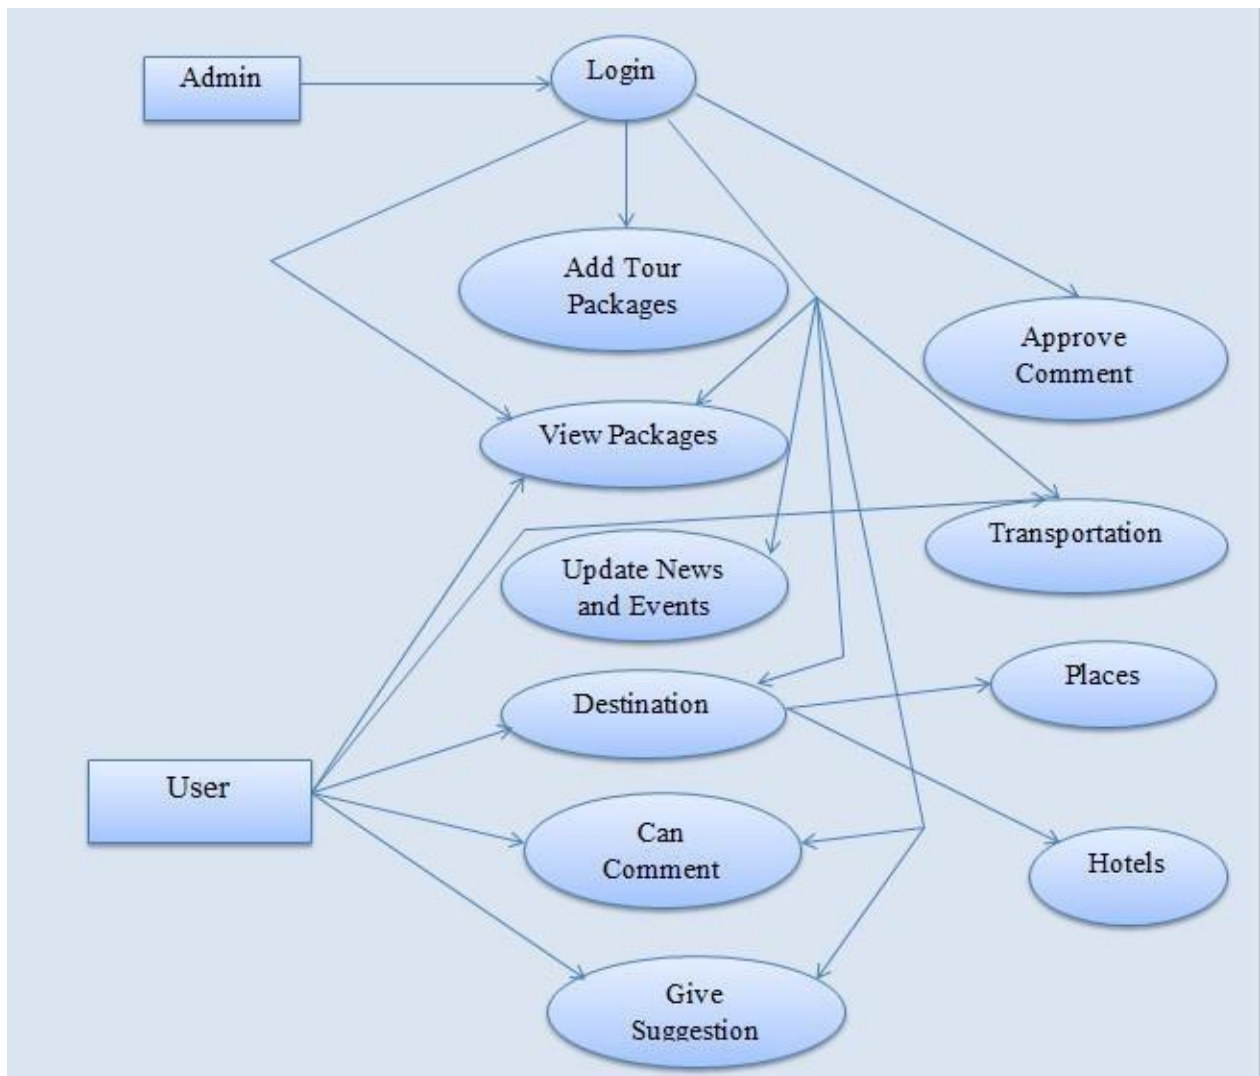 Admin
Login
Add Tour
Packages
Approve
Comment
View Packages
Transportation
Update News
and Events
Places
Destination
User
Can
Comment
Hotels
Give
Suggestion